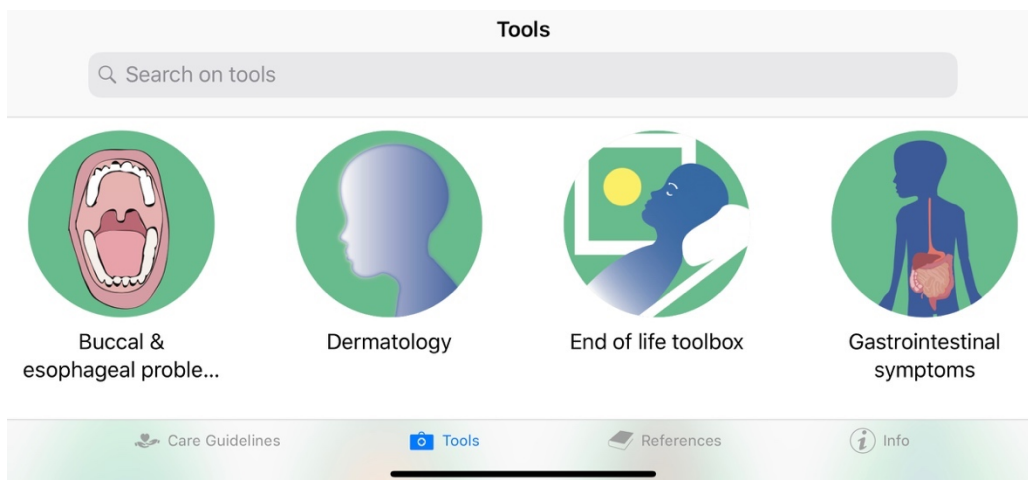 Tools
Search on tools
Buccal &
esophageal proble...
Dermatology
End of life toolbox
Gastrointestinal
symptoms
Care Guidelines
Tools
References
Info